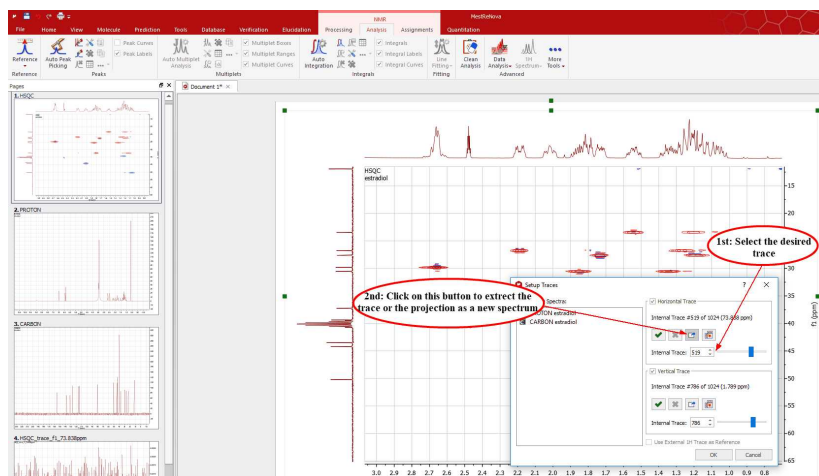 NMR
MestReNova
File Home View Molecule Prediction Tools Database Verification Elucidation Processing Analysis Assignments Quantitation
Reference
Auto Peak Picking
Peak Curves
Peak Labels
Auto Multiplet Analysis
Multiplet Boxes
Multiplet Ranges
Multiplet Curves
Auto Integration
Integrals
Integral Labels
Integral Curves
Line Fitting
Clean Analysis
Data Analysis
1H Spectrum
More Tools
Reference Peaks Multiplets Integrals Fitting Advanced
Pages
Document 1*
1. HSQC
2. PROTON
3. CARBON
4. HSQC_trace_f1_73.838ppm
HSQC
estradiol
15
20
30
35
40
45
50
55
60
65
f1 (ppm)
3.0 2.9 2.8 2.7 2.6 2.5 2.4 2.3 2.2 2.1 2.0 1.9 1.8 1.7 1.6 1.5 1.4 1.3 1.2 1.1 1.0 0.9 0.8
1st: Select the desired
trace
2nd: Click on this button to extrect the
trace or the projection as a new spectrum
Setup Traces
Spectra:
estradiol
CARBON estradiol
Horizontal Trace
Internal Trace #519 of 1024 (73.838 ppm)
Internal Trace: 519
Vertical Trace
Internal Trace #786 of 1024 (1.789 ppm)
Internal Trace: 786
Use External 1H Trace as Reference
OK Cancel